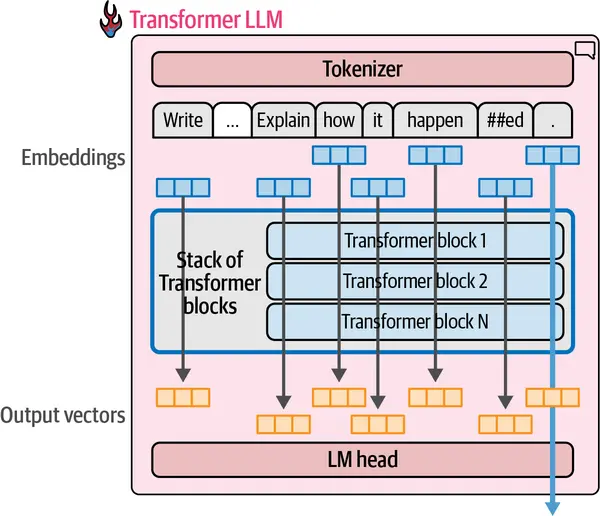 Transformer LLM
Tokenizer
Write ... Explain how it happen ##ed .
Embeddings
Stack of
Transformer
blocks
Transformer block 1
Transformer block 2
Transformer block N
Output vectors
LM head